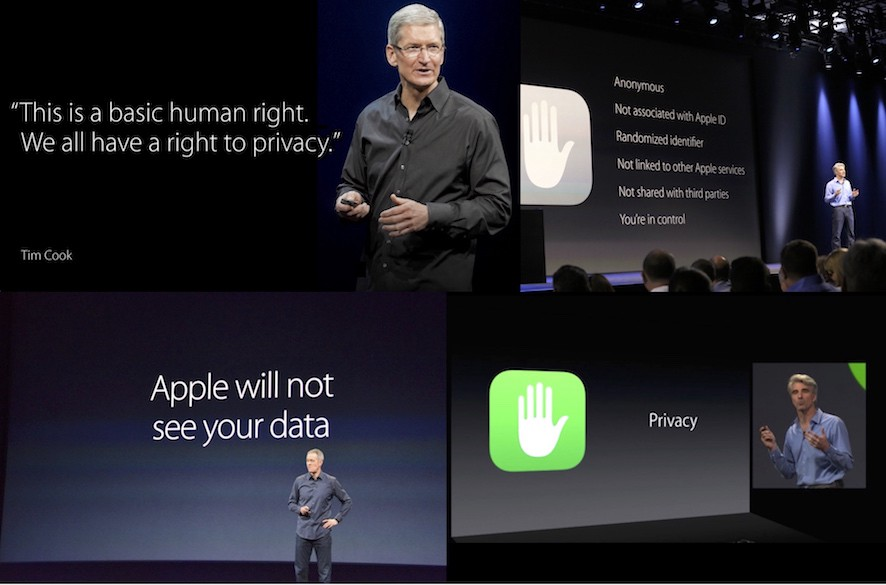 “This is a basic human right.
We all have a right to privacy.”
Tim Cook
Anonymous
Not associated with Apple ID
Randomized identifier
Not linked to other Apple services
Not shared with third parties
You're in control
Apple will not
see your data
Privacy